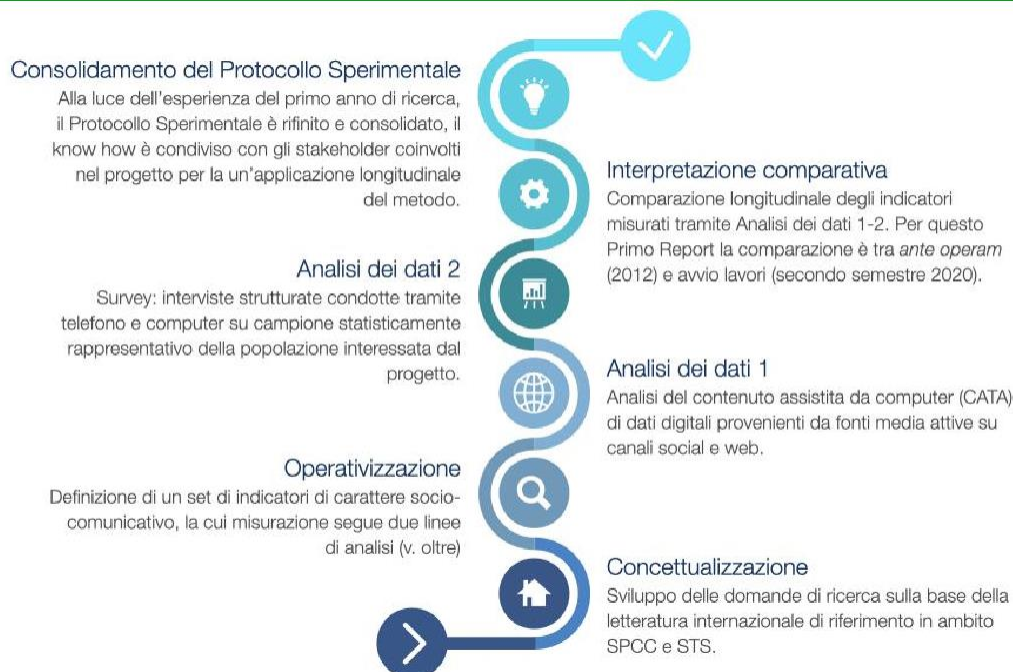 Consolidamento del Protocollo Sperimentale
Alla luce dell'esperienza del primo anno di ricerca,
il Protocollo Sperimentale è rifinito e consolidato, il
know how è condiviso con gli stakeholder coinvolti
nel progetto per la un'applicazione longitudinale
del metodo.
Interpretazione comparativa
Comparazione longitudinale degli indicatori
misurati tramite Analisi dei dati 1-2. Per questo
Primo Report la comparazione è tra ante operam
(2012) e avvio lavori (secondo semestre 2020).
Analisi dei dati 2
Survey: interviste strutturate condotte tramite
telefono e computer su campione statisticamente
rappresentativo della popolazione interessata dal
progetto.
Analisi dei dati 1
Analisi del contenuto assistita da computer (CATA)
di dati digitali provenienti da fonti media attive su
canali social e web.
Operativizzazione
Definizione di un set di indicatori di carattere socio-
comunicativo, la cui misurazione segue due linee
di analisi (v. oltre)
Concettualizzazione
Sviluppo delle domande di ricerca sulla base della
letteratura internazionale di riferimento in ambito
SPCC e STS.